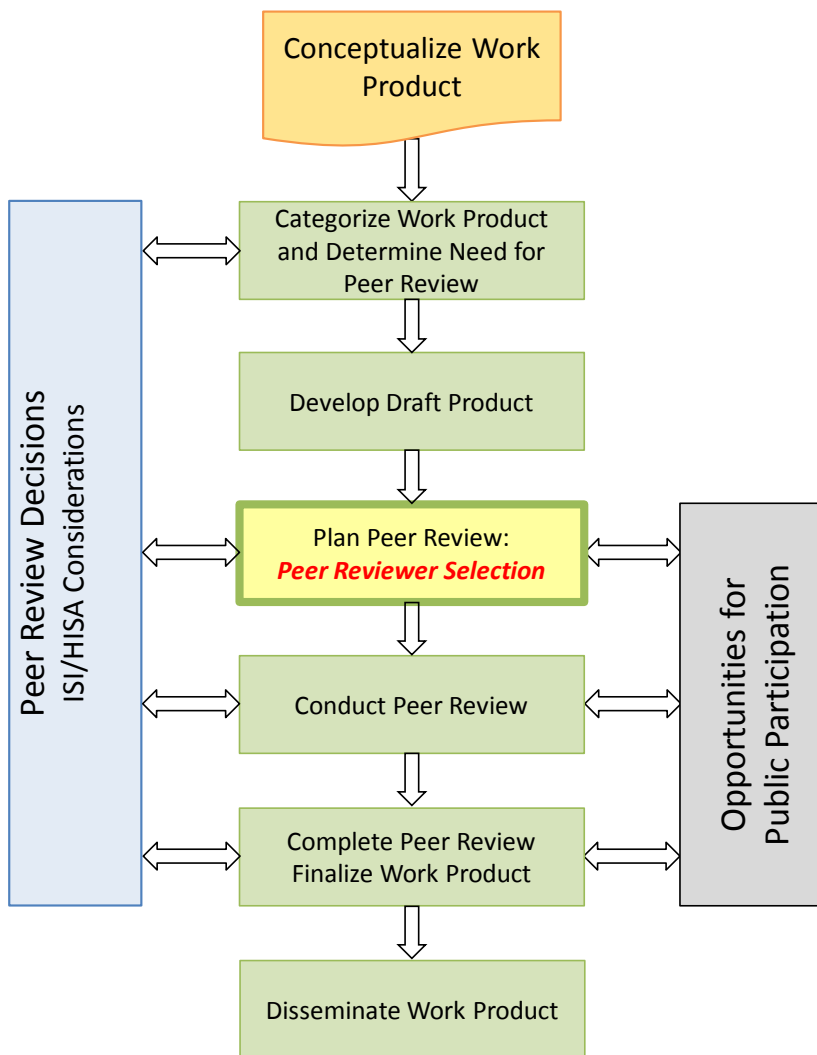 Conceptualize Work
Product
Categorize Work Product
and Determine Need for
Peer Review
Develop Draft Product
Plan Peer Review:
Peer Reviewer Selection
Conduct Peer Review
Complete Peer Review
Finalize Work Product
Disseminate Work Product
Peer Review Decisions
ISI/HISA Considerations
Opportunities for
Public Participation